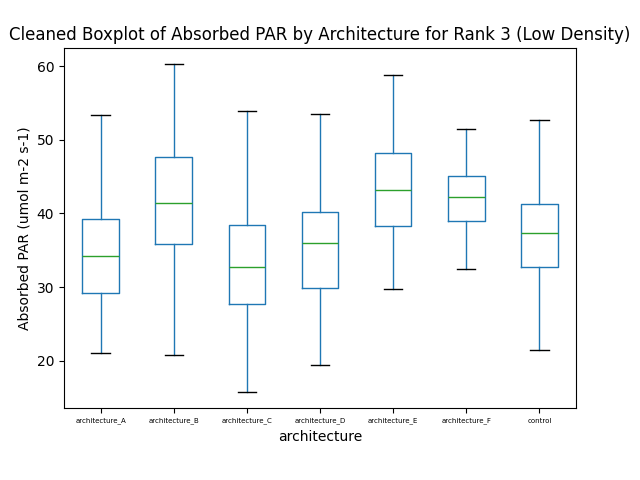 Cleaned Boxplot of Absorbed PAR by Architecture for Rank 3 (Low Density)
Absorbed PAR (umol m-2 s-1)
60
50
40
30
20
architecture_A architecture_B architecture_C architecture_D architecture_E architecture_F control
architecture